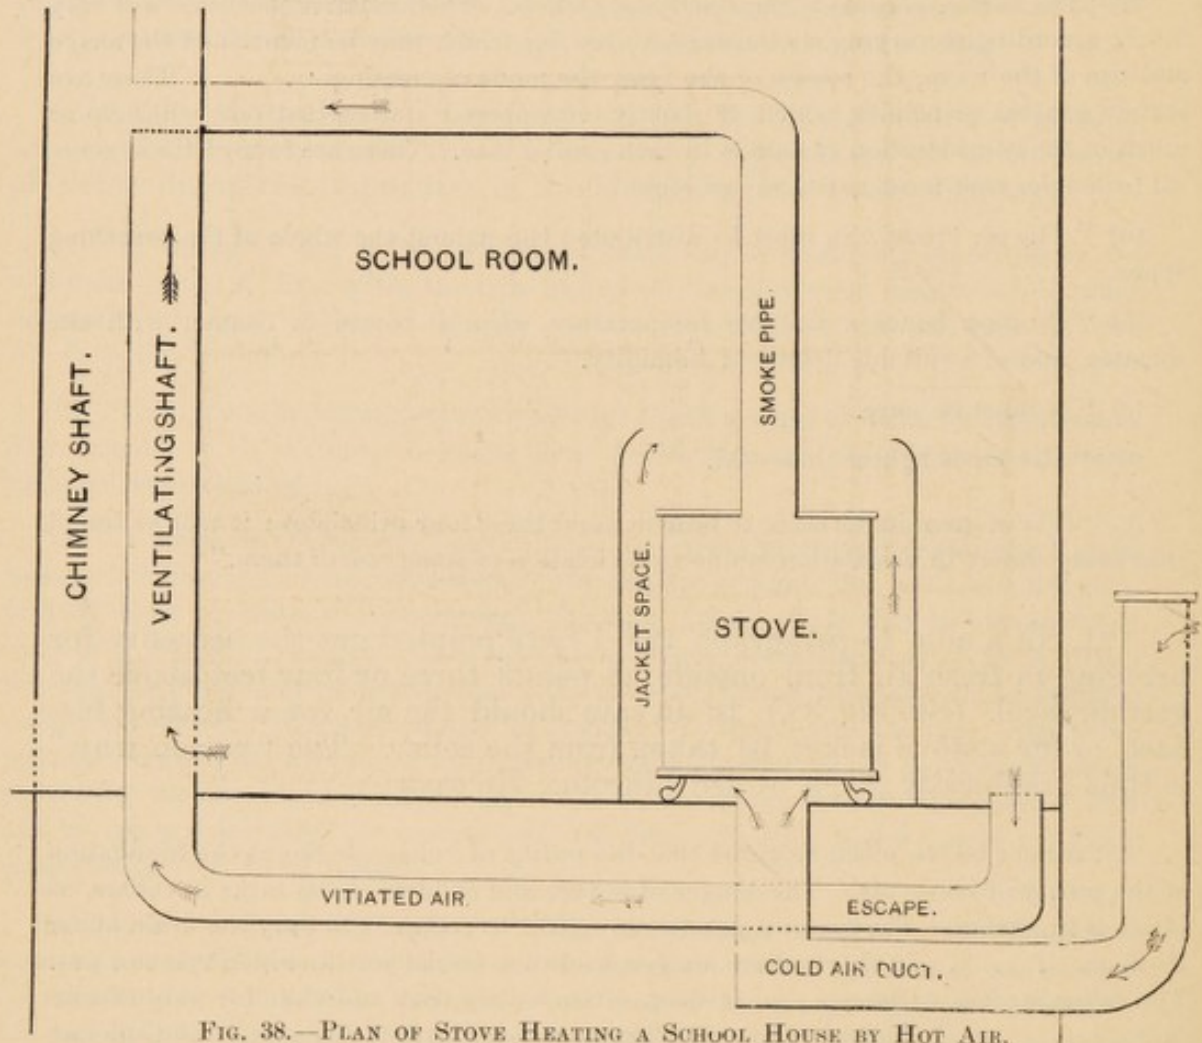 SCHOOL ROOM.
CHIMNEY SHAFT.
VENTILATING SHAFT.
SMOKE PIPE.
JACKET SPACE.
STOVE.
VITIATED AIR
ESCAPE.
COLD AIR DUCT.
FIG. 38.—PLAN OF STOVE HEATING A SCHOOL HOUSE BY HOT AIR.